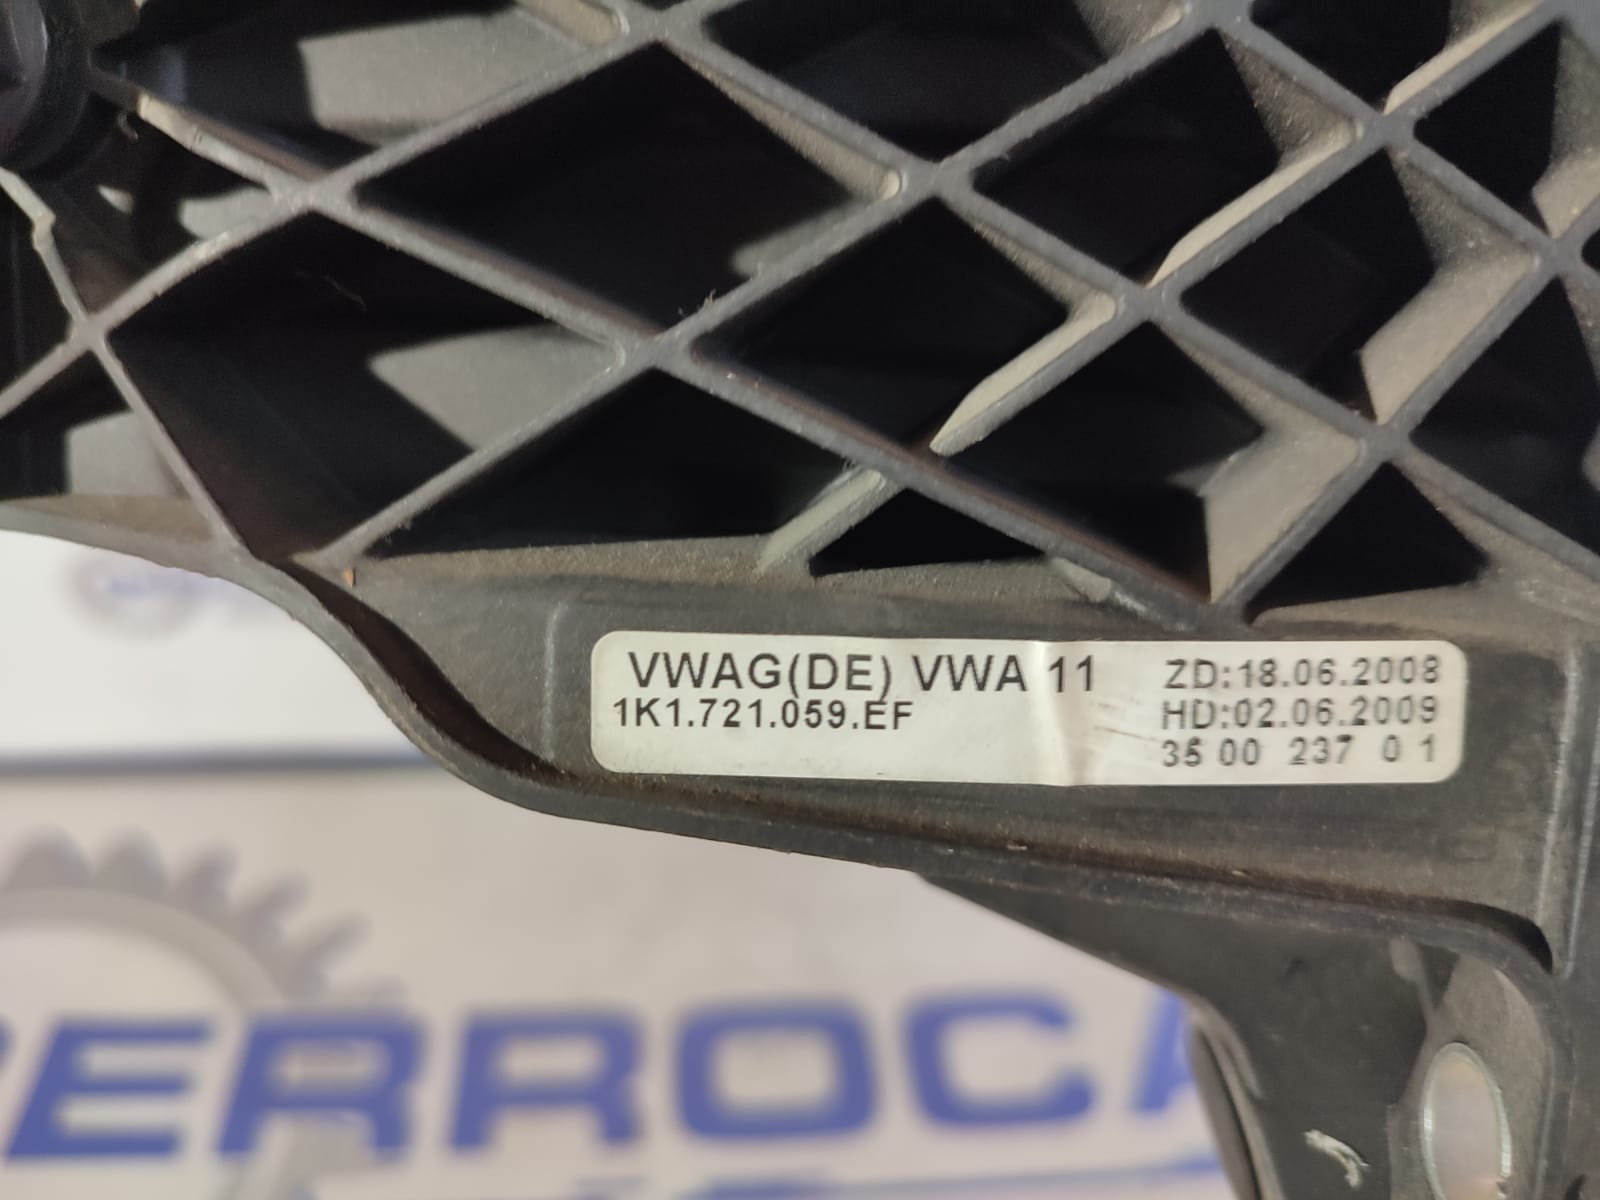 VWAG(DE) VWA 11
1K1.721.059.EF
ZD:18.06.2008
HD:02.06.2009
35 00 237 0 1
ERROCA